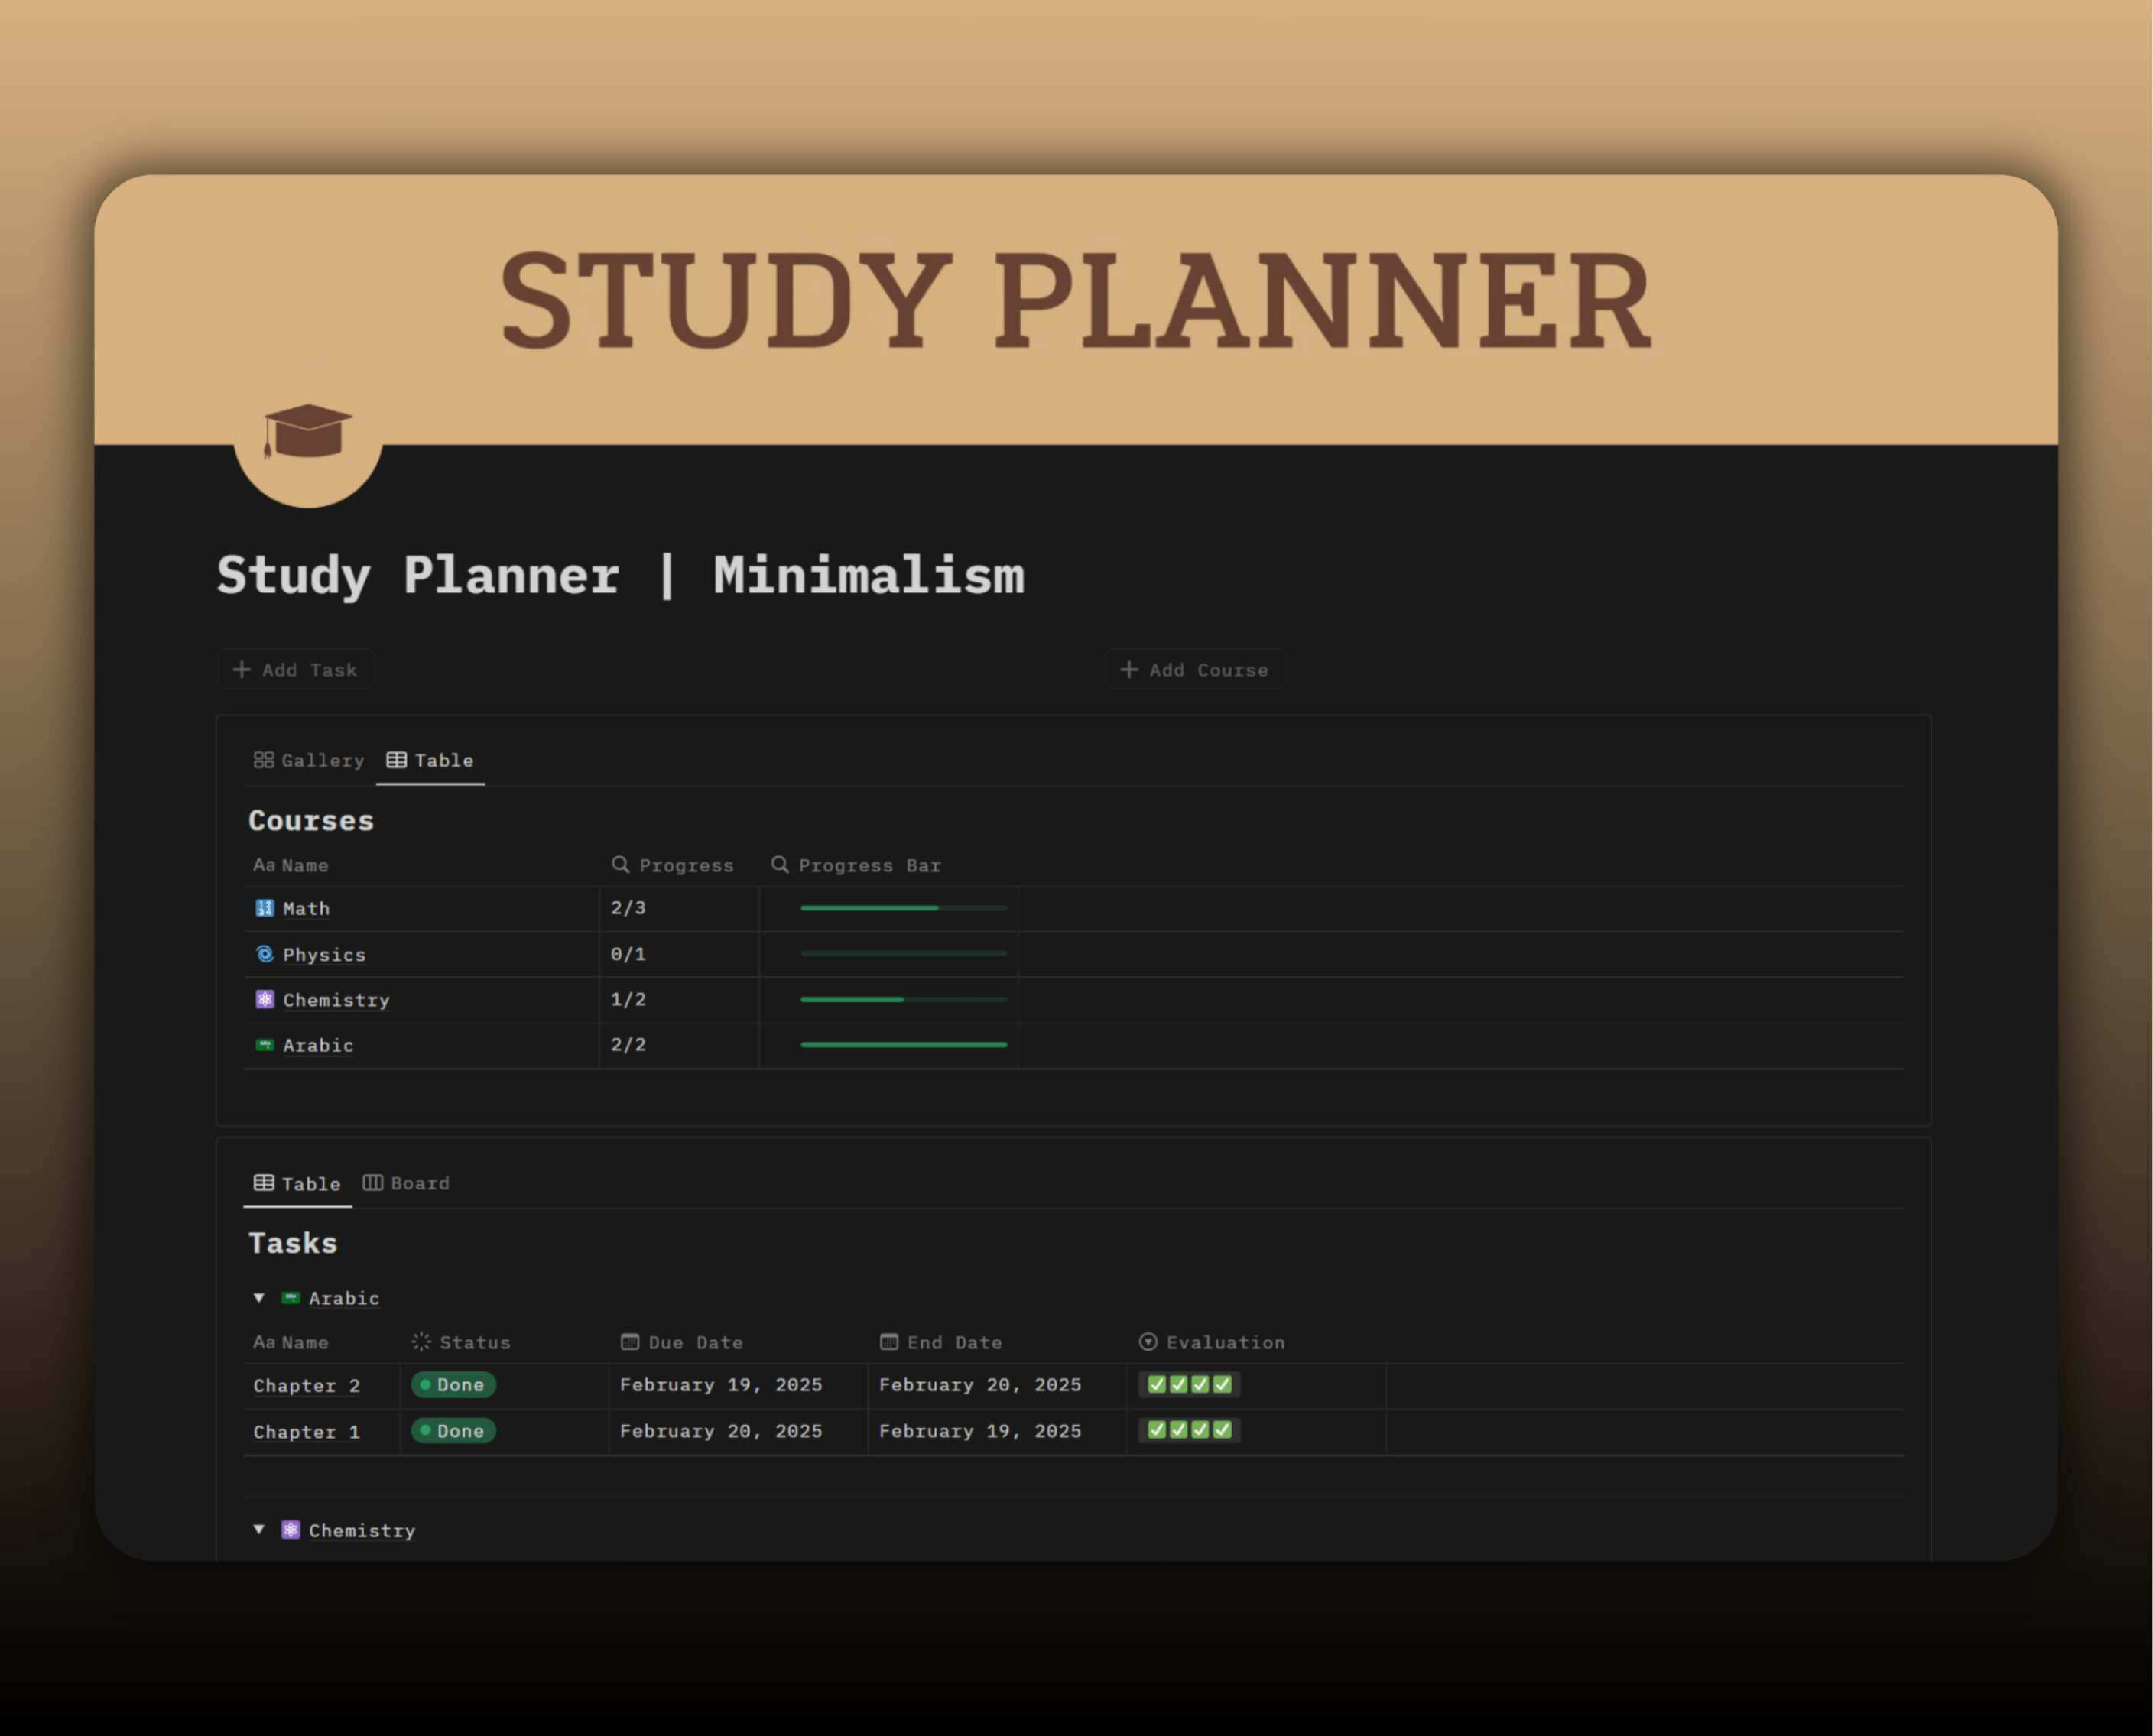 STUDY PLANNER
Study Planner | Minimalism
+ Add Task
+ Add Course
Gallery Table
Courses
Aa Name Progress Progress Bar
Math 2/3
Physics 0/1
Chemistry 1/2
Arabic 2/2
Table Board
Tasks
Arabic
Aa Name Status Due Date End Date Evaluation
Chapter 2 Done February 19, 2025 February 20, 2025
Chapter 1 Done February 20, 2025 February 19, 2025
Chemistry